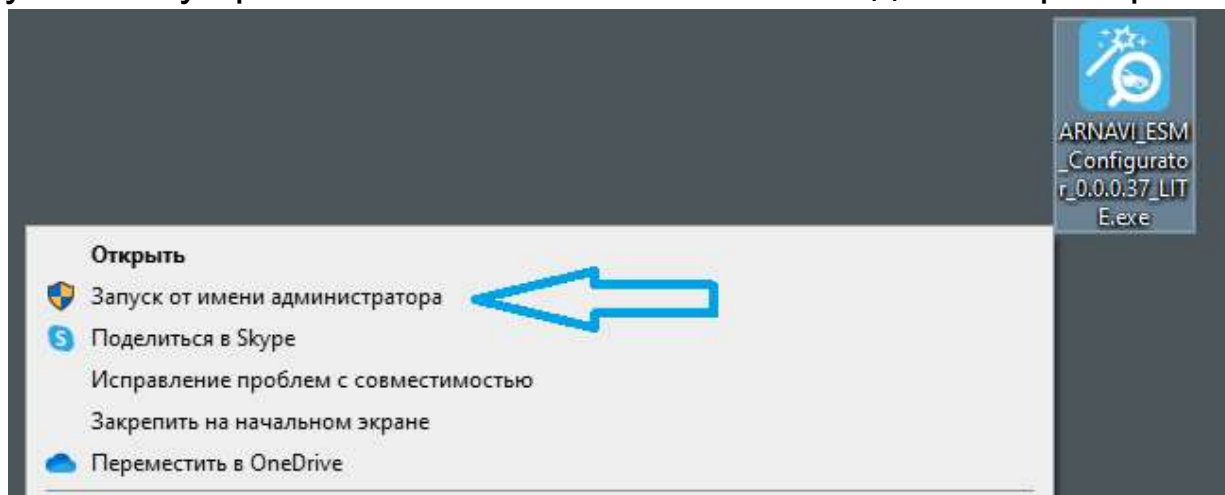 ARNAVI_ESM
_Configurato
r_0.0.0.37_LIT
E.exe
Открыть
Запуск от имени администратора
Поделиться в Skype
Исправление проблем с совместимостью
Закрепить на начальном экране
Переместить в OneDrive